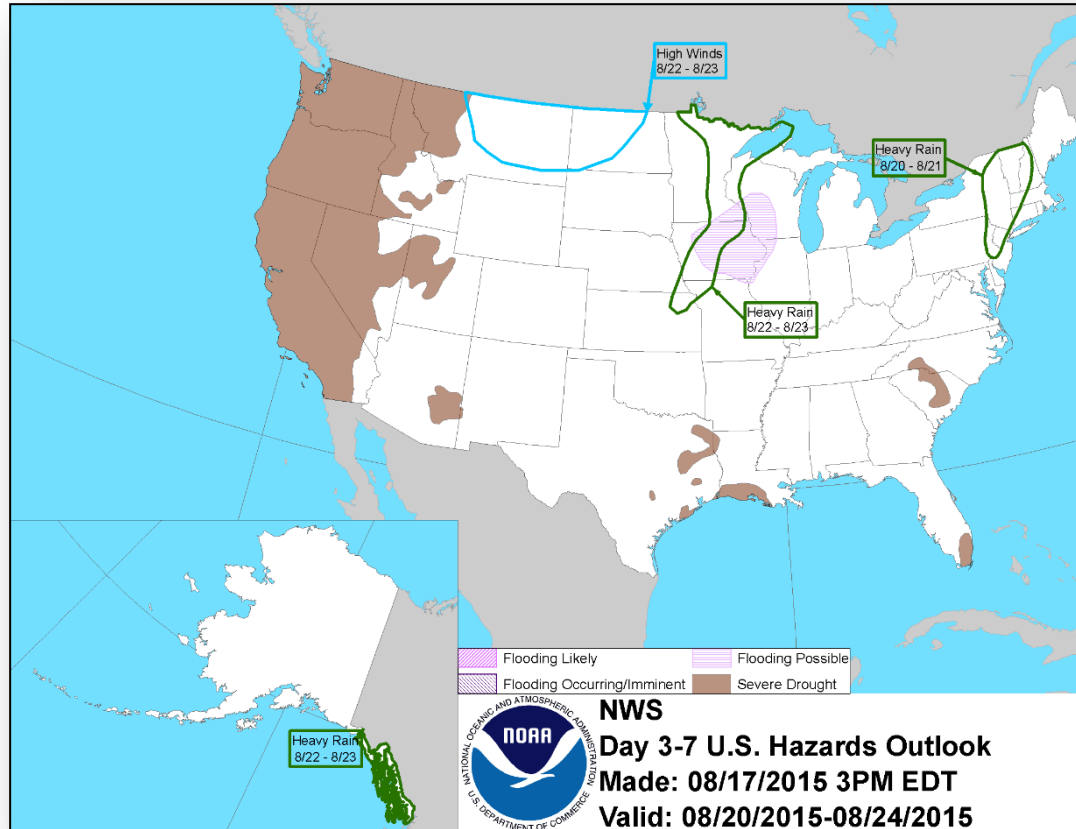 High Winds
8/22 - 8/23
Heavy Rain
8/20 - 8/21
Heavy Rain
8/22 - 8/23
Heavy Rain
8/22 - 8/23
Flooding Likely
Flooding Possible
Flooding Occurring/Imminent
Severe Drought
NATIONAL OCEANIC AND ATMOSPHERIC ADMINISTRATION
NOAA
U.S. DEPARTMENT OF COMMERCE
NWS
Day 3-7 U.S. Hazards Outlook
Made: 08/17/2015 3PM EDT
Valid: 08/20/2015-08/24/2015